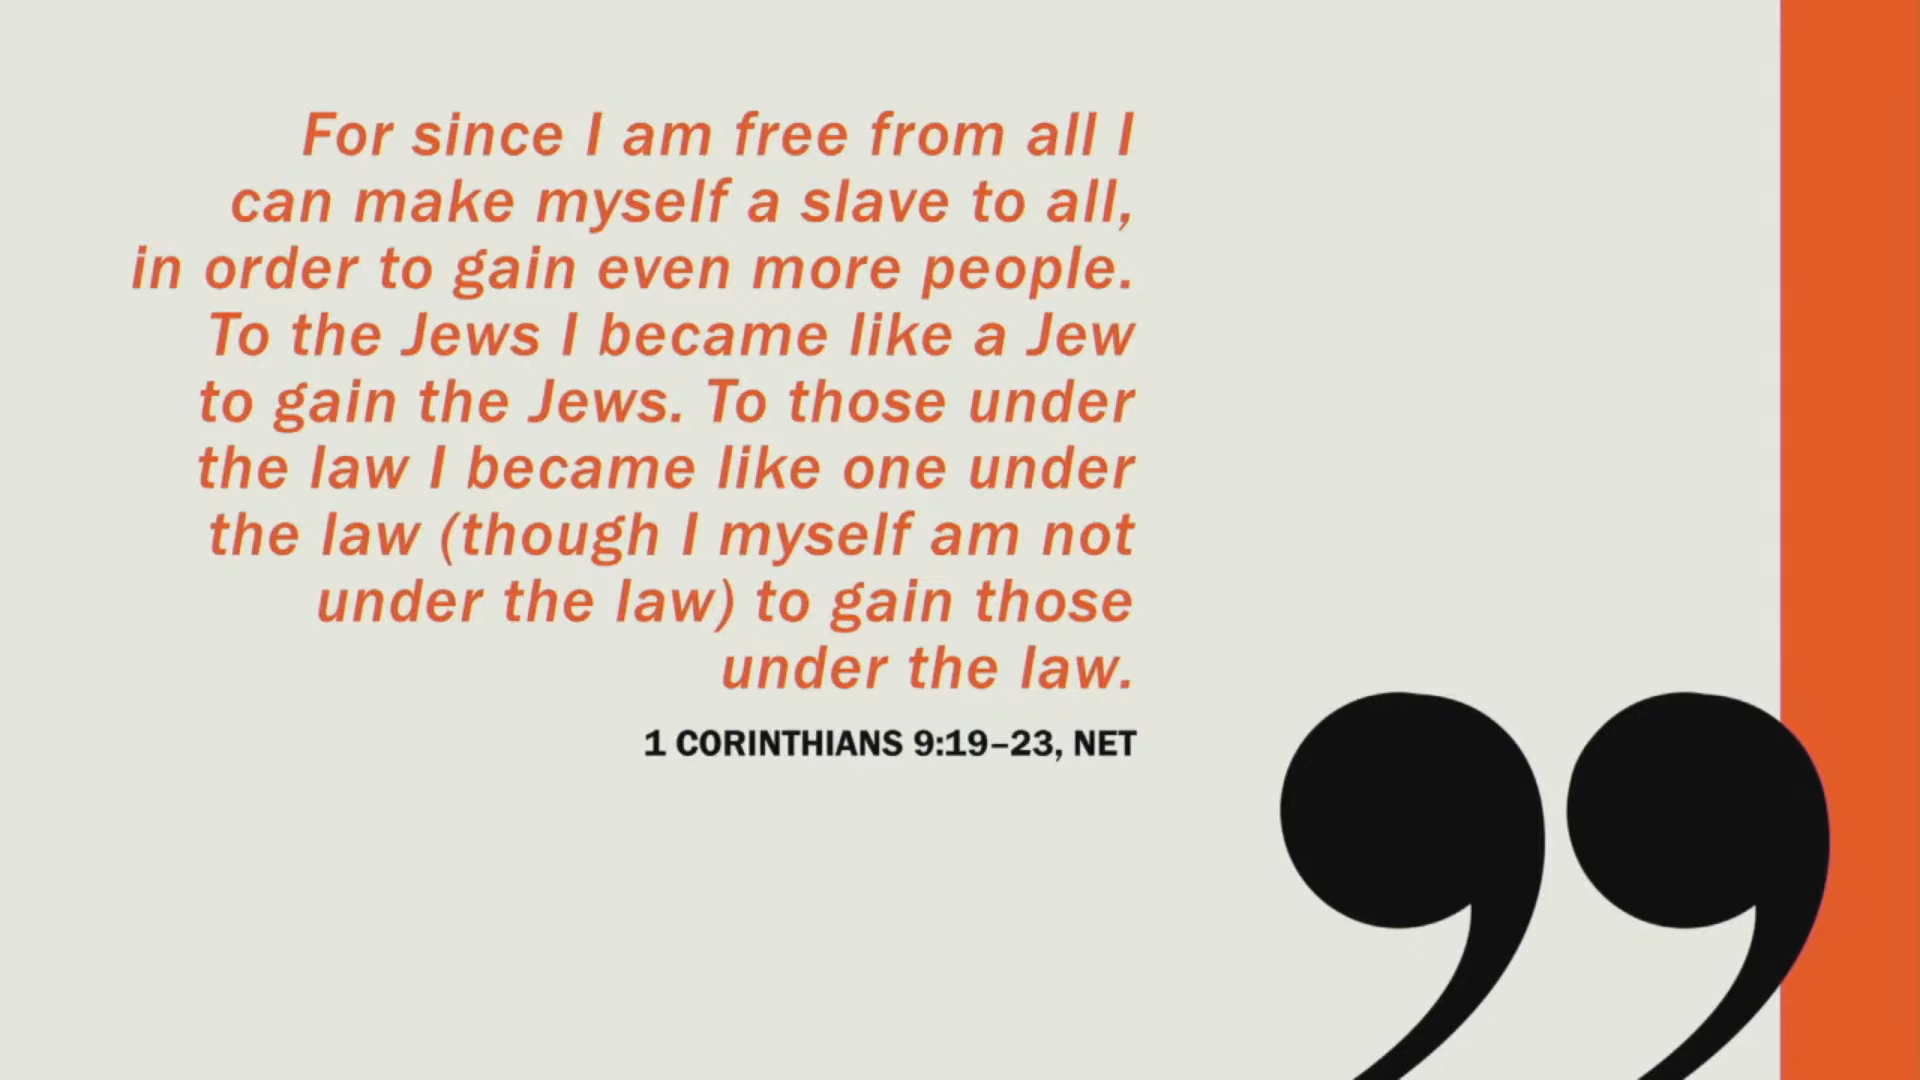 For since I am free from all I
can make myself a slave to all,
in order to gain even more people.
To the Jews I became like a Jew
to gain the Jews. To those under
the law I became like one under
the law (though I myself am not
under the law) to gain those
under the law.
1 CORINTHIANS 9:19–23, NET
”